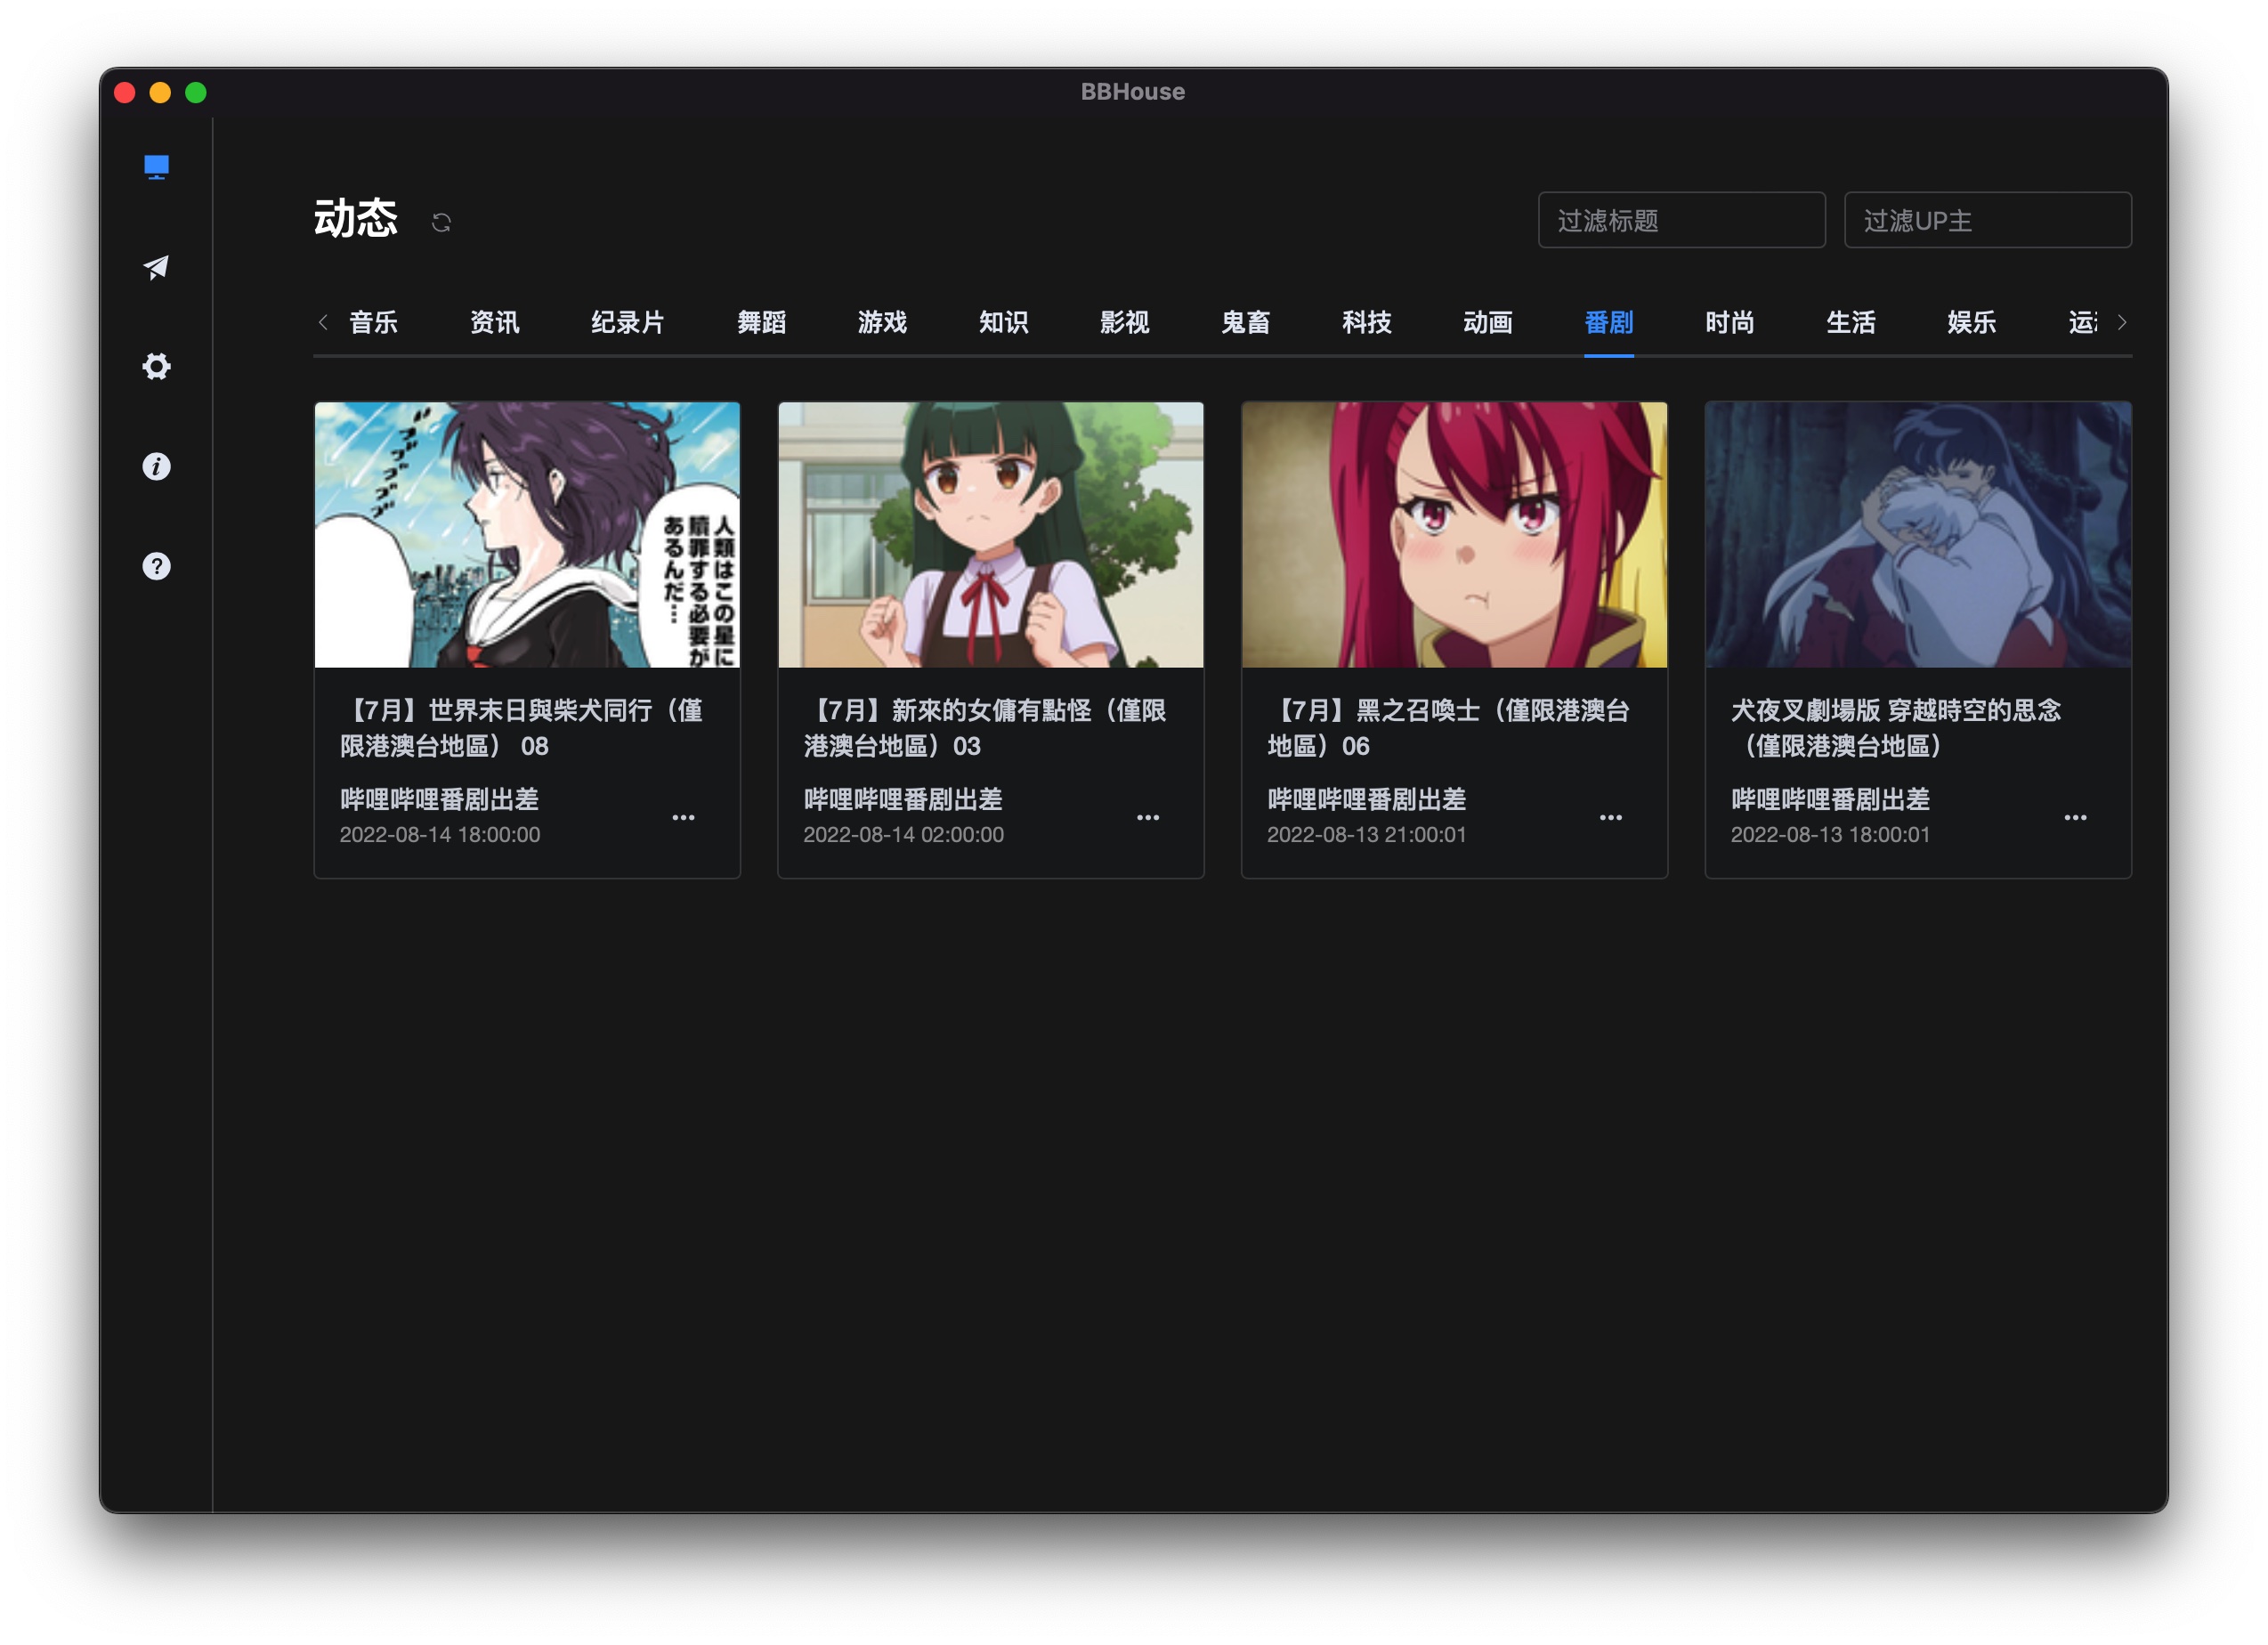 BBHouse
动态
过滤标题
过滤UP主
音乐 资讯 纪录片 舞蹈 游戏 知识 影视 鬼畜 科技 动画 番剧 时尚 生活 娱乐 运
ゴゴゴゴゴ
人類はこの星に
贖罪する必要が
あるんだ…
【7月】世界末日與柴犬同行（僅
限港澳台地區） 08
哔哩哔哩番剧出差
2022-08-14 18:00:00
【7月】新來的女傭有點怪（僅限
港澳台地區）03
哔哩哔哩番剧出差
2022-08-14 02:00:00
【7月】黑之召喚士（僅限港澳台
地區）06
哔哩哔哩番剧出差
2022-08-13 21:00:01
犬夜叉劇場版 穿越時空的思念
（僅限港澳台地區）
哔哩哔哩番剧出差
2022-08-13 18:00:01